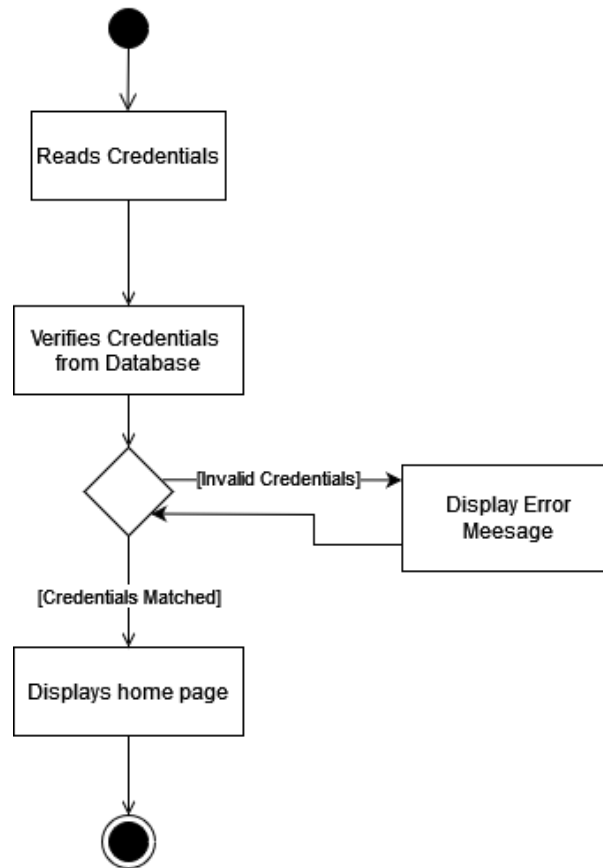 Reads Credentials
Verifies Credentials
from Database
[Invalid Credentials]
Display Error
Meesage
[Credentials Matched]
Displays home page